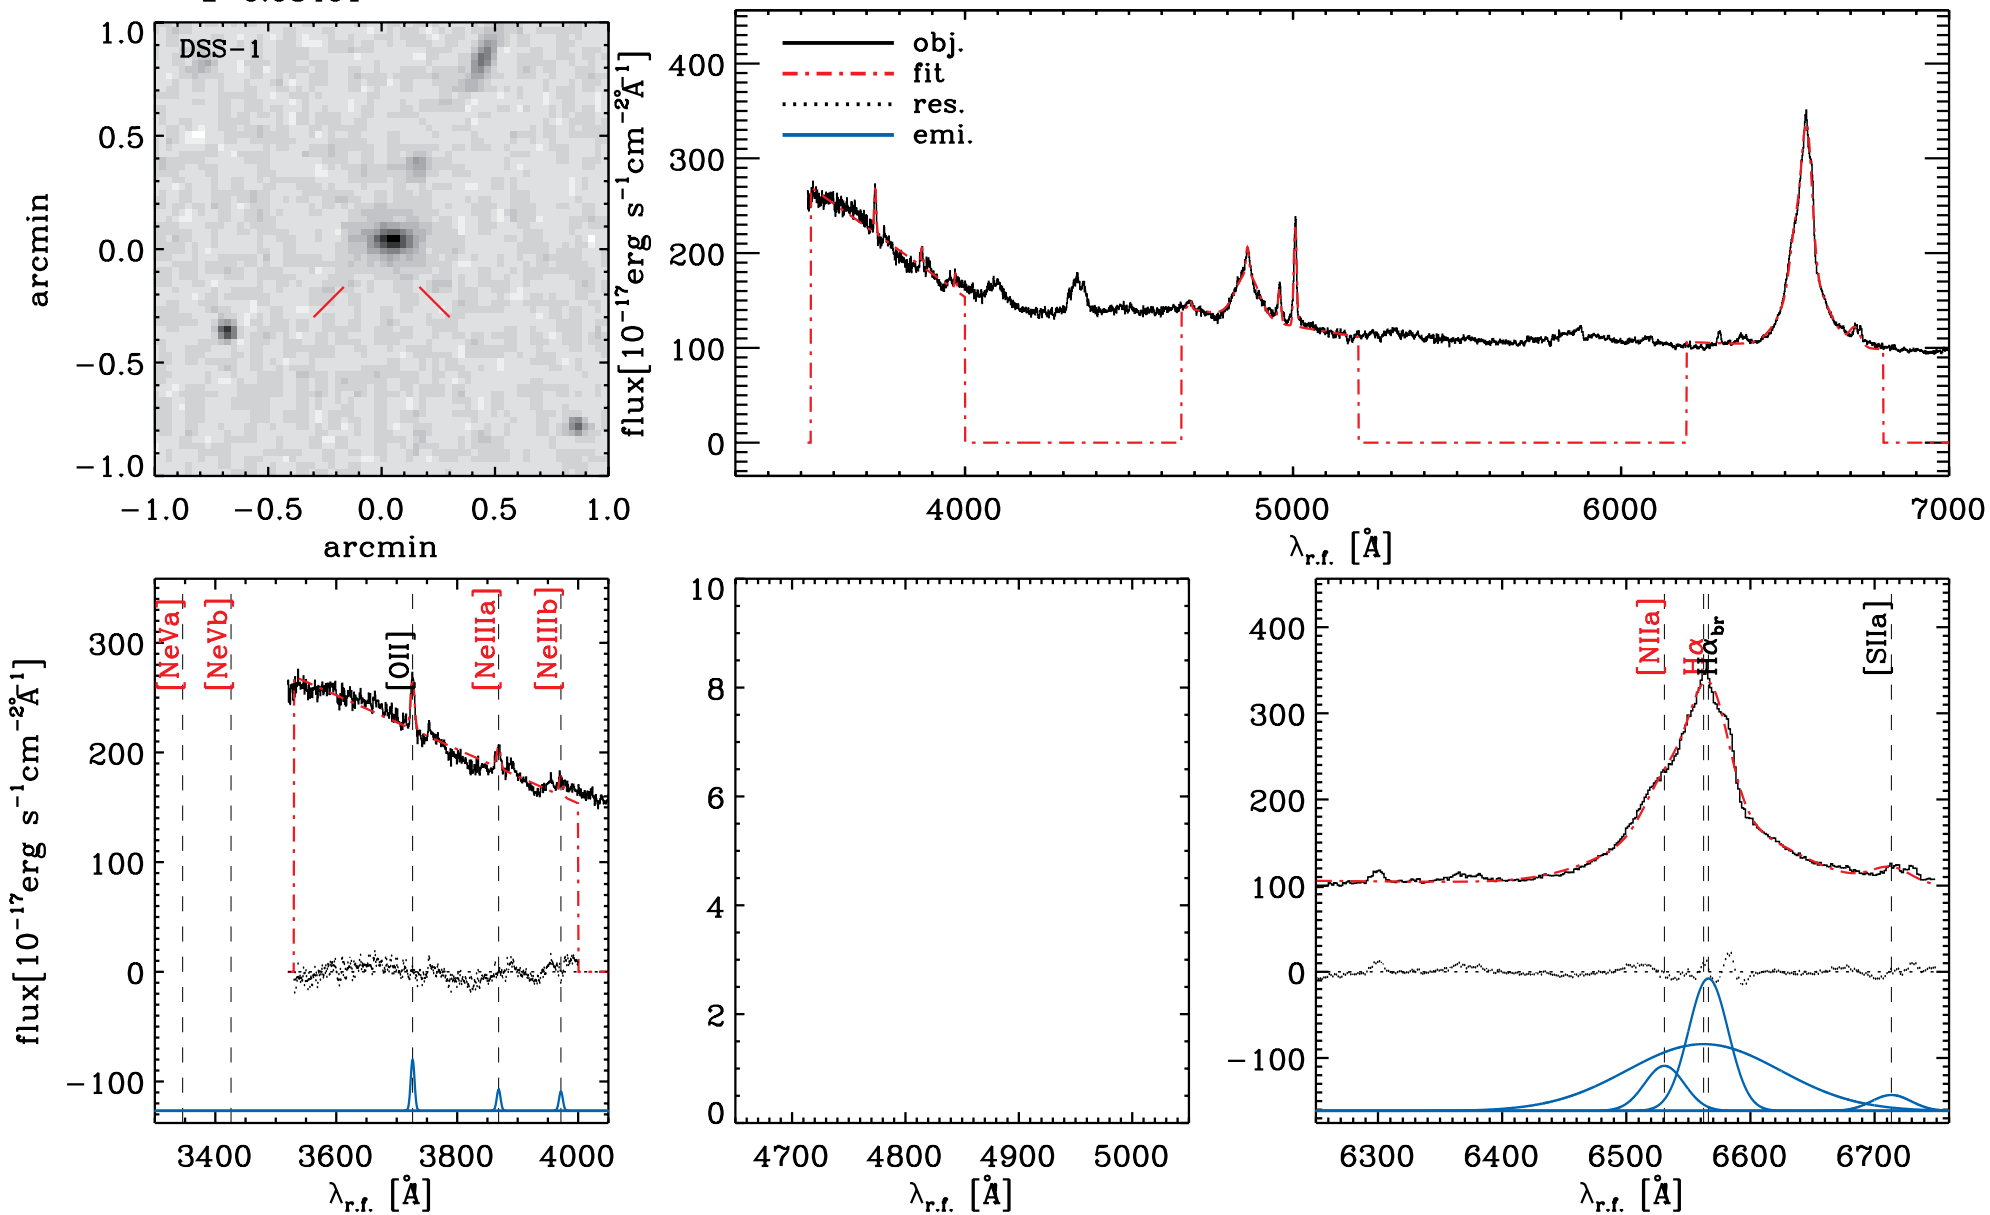 DSS-1
1.0
0.5
0.0
−0.5
−1.0
arcmin
−1.0 −0.5 0.0 0.5 1.0
arcmin
obj.
fit
res.
emi.
400
300
200
100
0
flux[10⁻¹⁷erg s⁻¹cm⁻²Å⁻¹]
4000 5000 6000 7000
λr.f. [Å]
[NeVa]
[NeVb]
[OII]
[NeIIIa]
[NeIIIb]
300
200
100
0
−100
flux[10⁻¹⁷erg s⁻¹cm⁻²Å⁻¹]
3400 3600 3800 4000
λr.f. [Å]
10
8
6
4
2
0
4700 4800 4900 5000
λr.f. [Å]
[NIIa]
Hα
Hαbr
[SIIa]
400
300
200
100
0
−100
6300 6400 6500 6600 6700
λr.f. [Å]